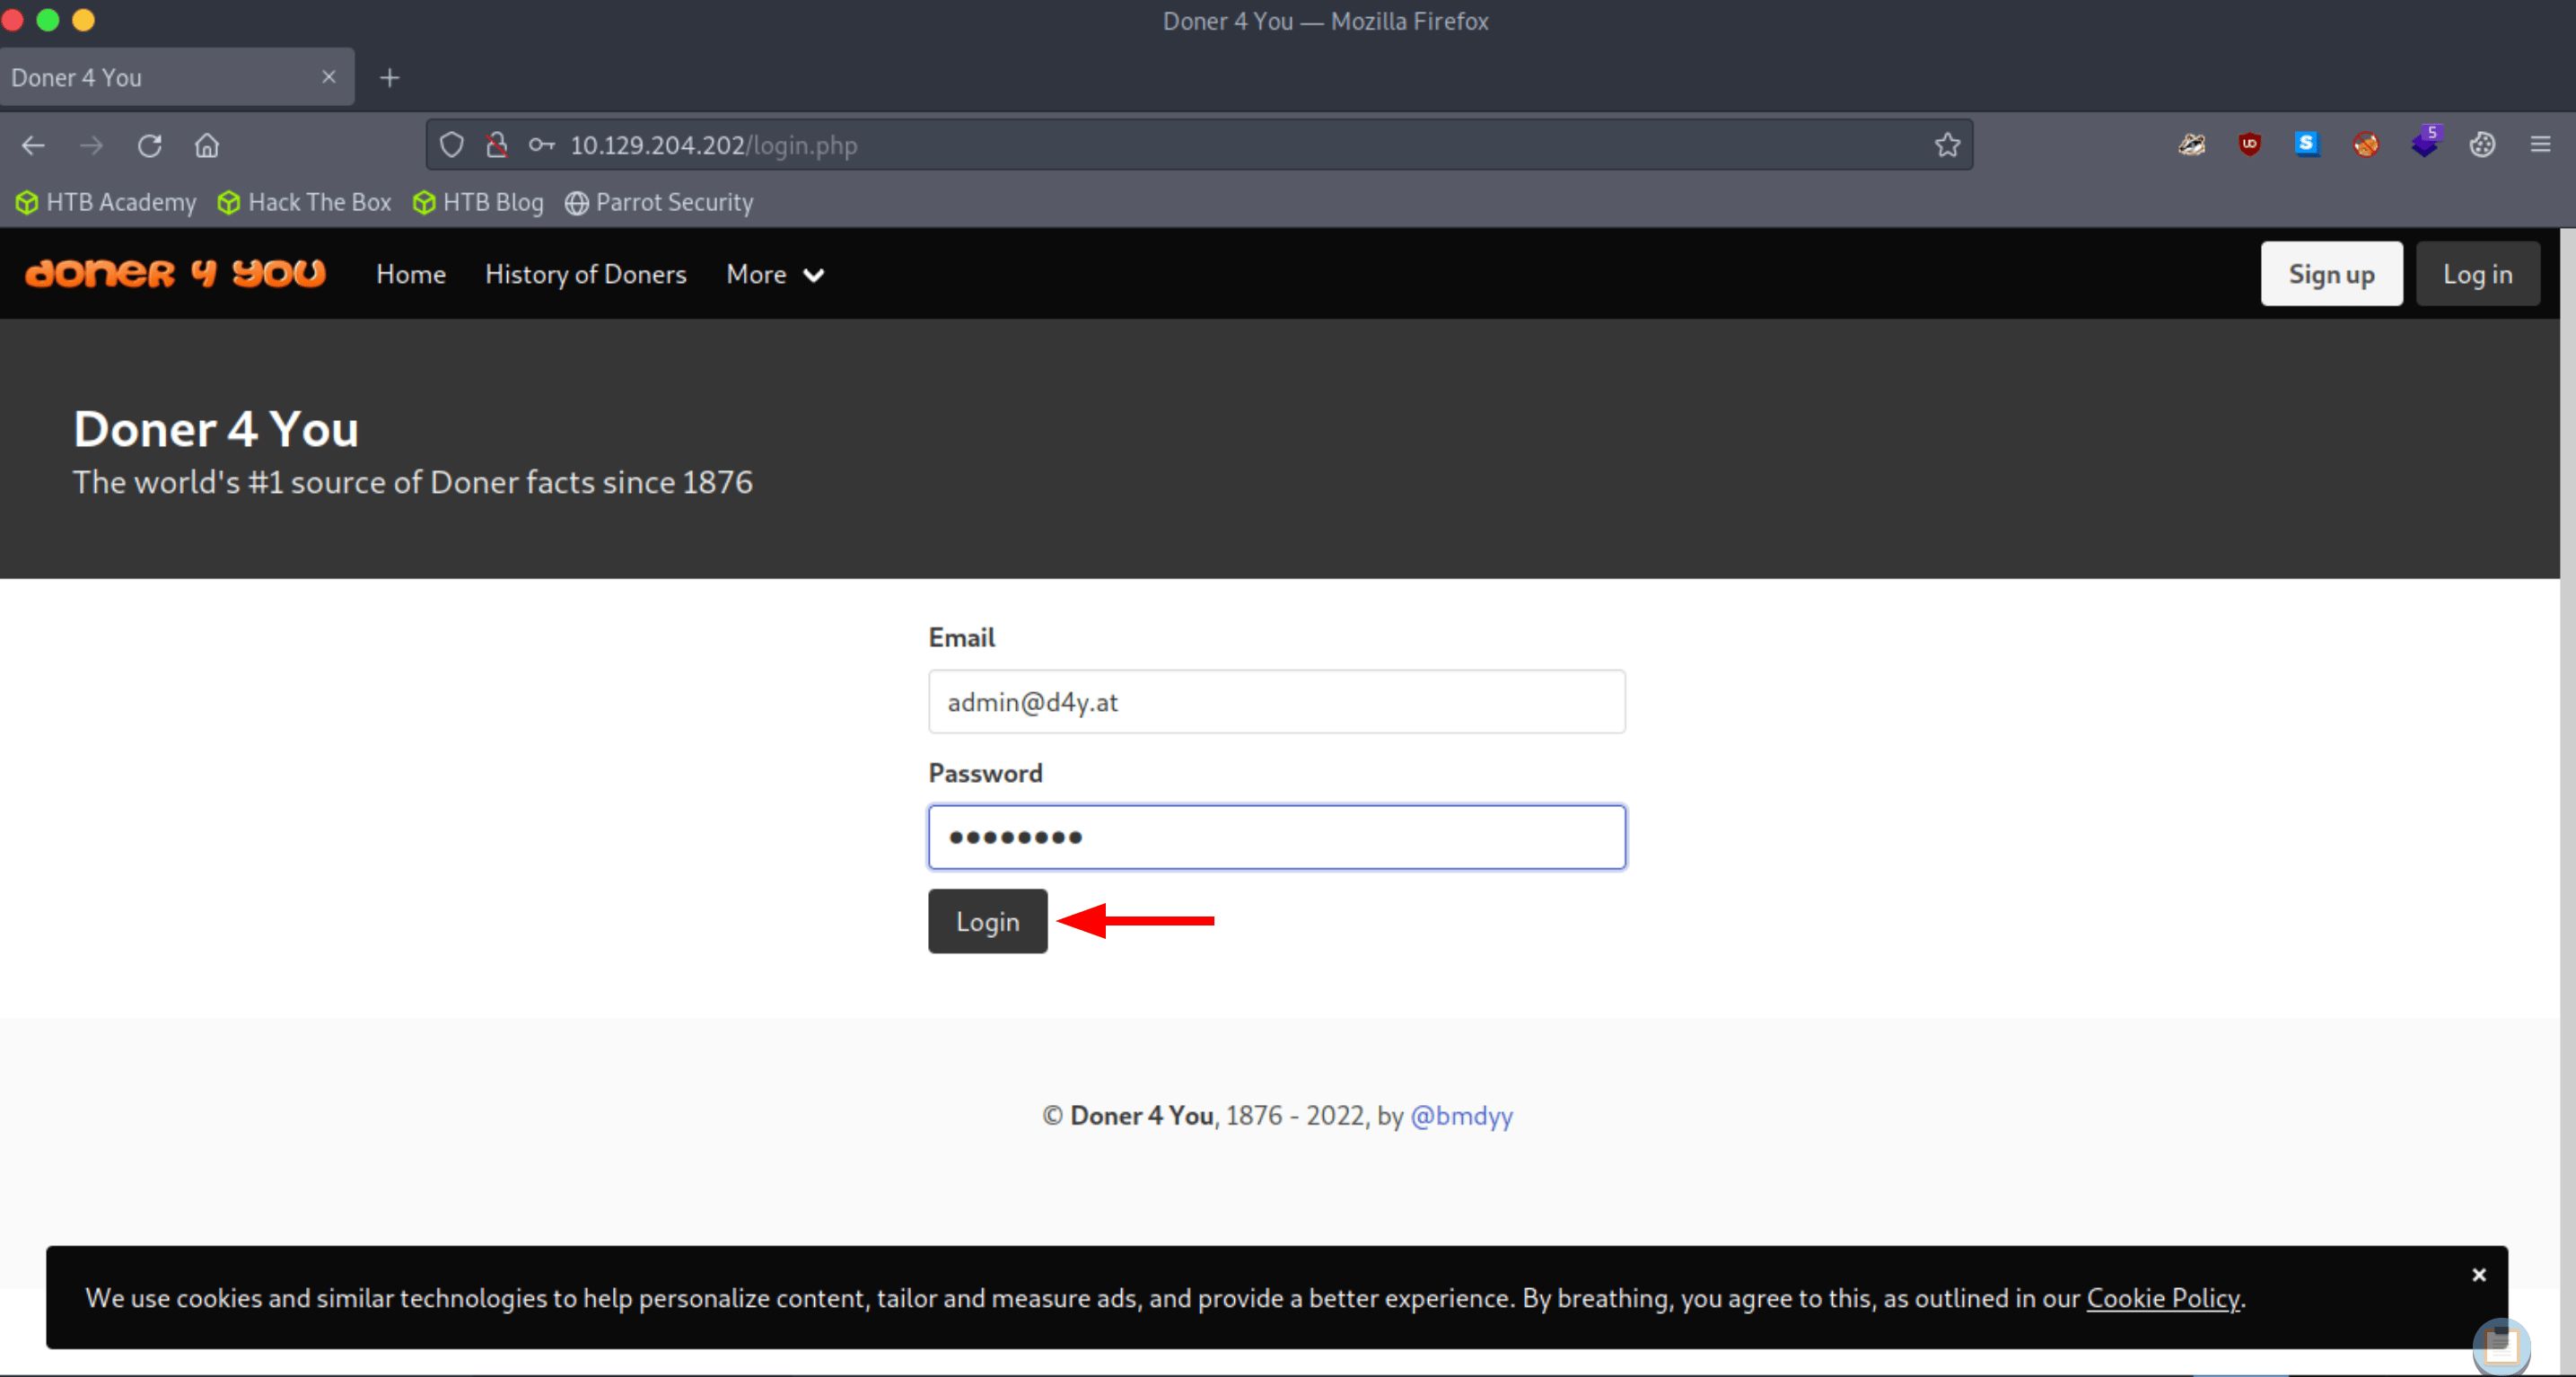 Doner 4 You — Mozilla Firefox
Doner 4 You
10.129.204.202/login.php
5
HTB Academy Hack The Box HTB Blog Parrot Security
DONER 4 YOU Home History of Doners More Sign up Log in
Doner 4 You
The world's #1 source of Doner facts since 1876
Email
admin@d4y.at
Password
••••••••
Login
© Doner 4 You, 1876 - 2022, by @bmdyy
We use cookies and similar technologies to help personalize content, tailor and measure ads, and provide a better experience. By breathing, you agree to this, as outlined in our Cookie Policy.